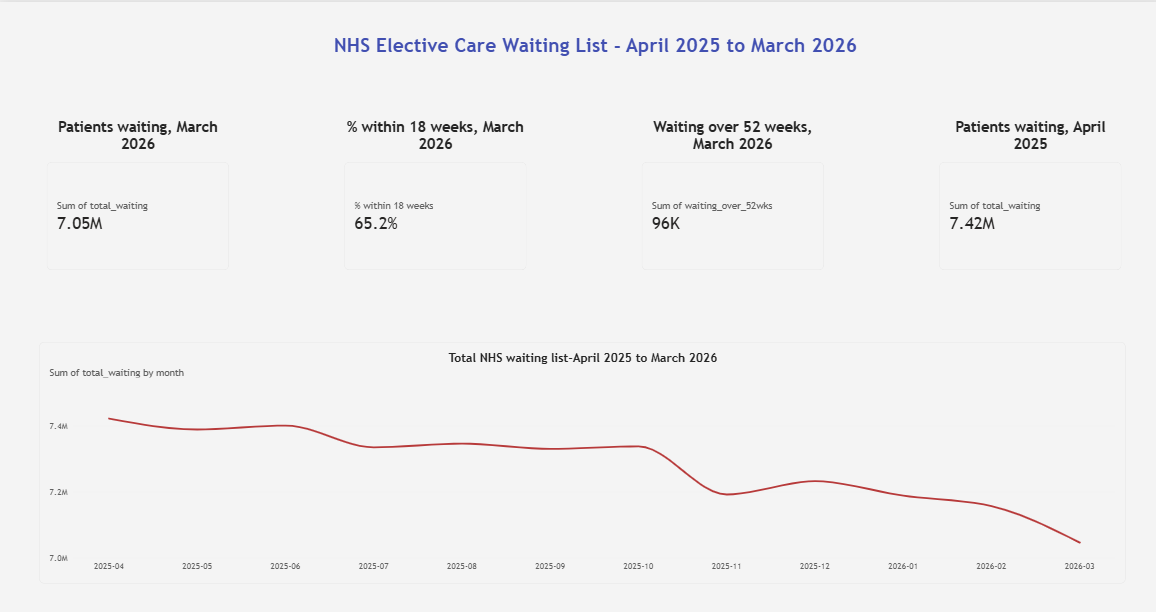 NHS Elective Care Waiting List - April 2025 to March 2026
Patients waiting, March
2026
% within 18 weeks, March
2026
Waiting over 52 weeks,
March 2026
Patients waiting, April
2025
Sum of total_waiting
7.05M
% within 18 weeks
65.2%
Sum of waiting_over_52wks
96K
Sum of total_waiting
7.42M
Total NHS waiting list-April 2025 to March 2026
Sum of total_waiting by month
7.4M
7.2M
7.0M
2025-04 2025-05 2025-06 2025-07 2025-08 2025-09 2025-10 2025-11 2025-12 2026-01 2026-02 2026-03